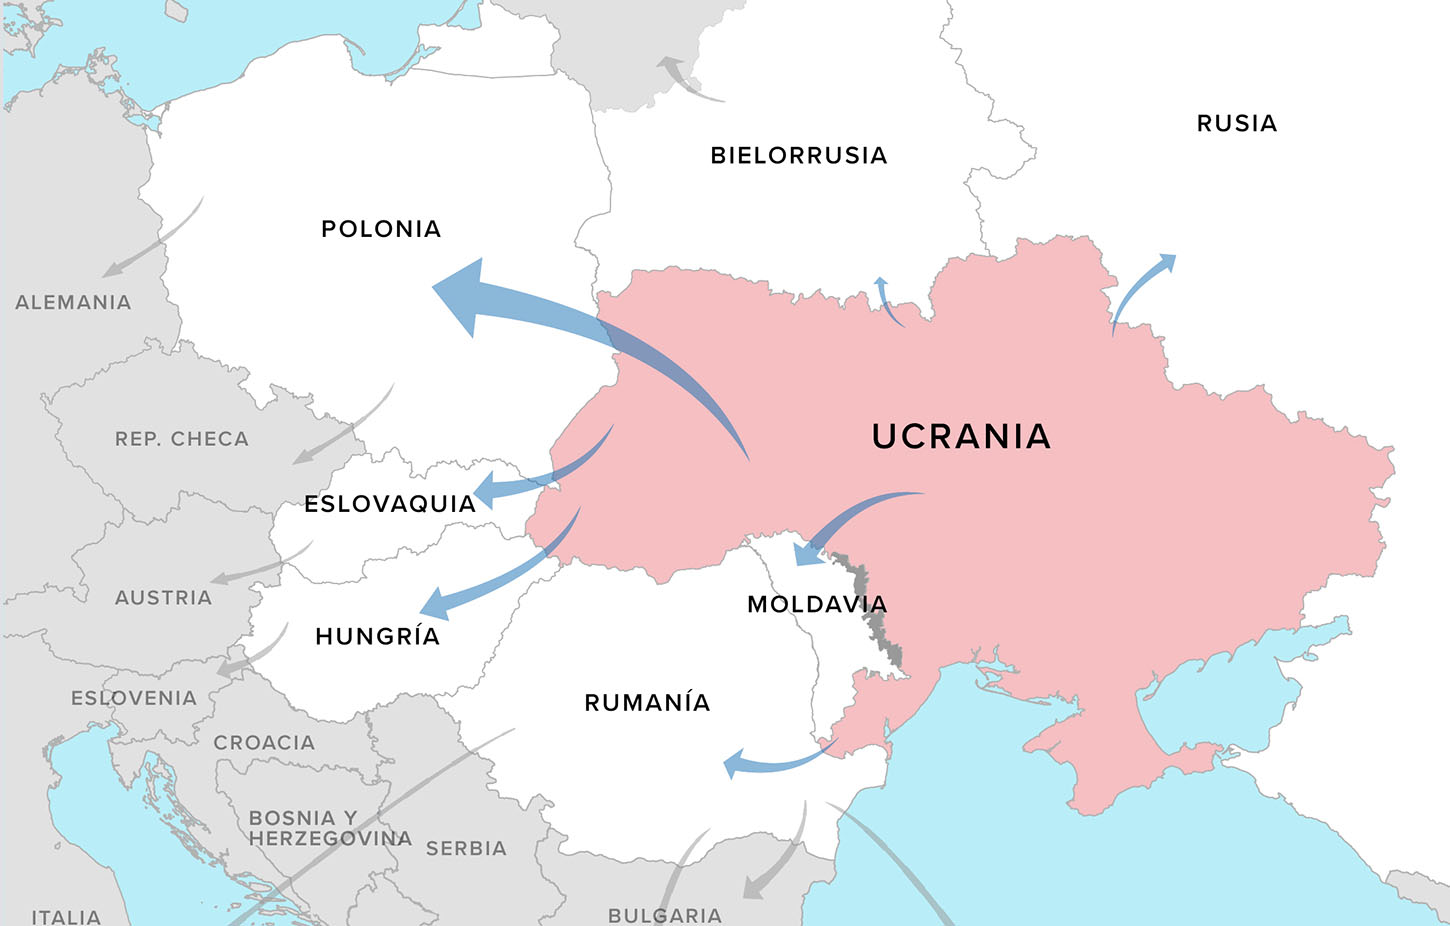 RUSIA
BIELORRUSIA
POLONIA
ALEMANIA
UCRANIA
REP. CHECA
ESLOVAQUIA
AUSTRIA
MOLDAVIA
HUNGRÍA
ESLOVENIA
RUMANÍA
CROACIA
BOSNIA Y
HERZEGOVINA
SERBIA
BULGARIA
ITALIA